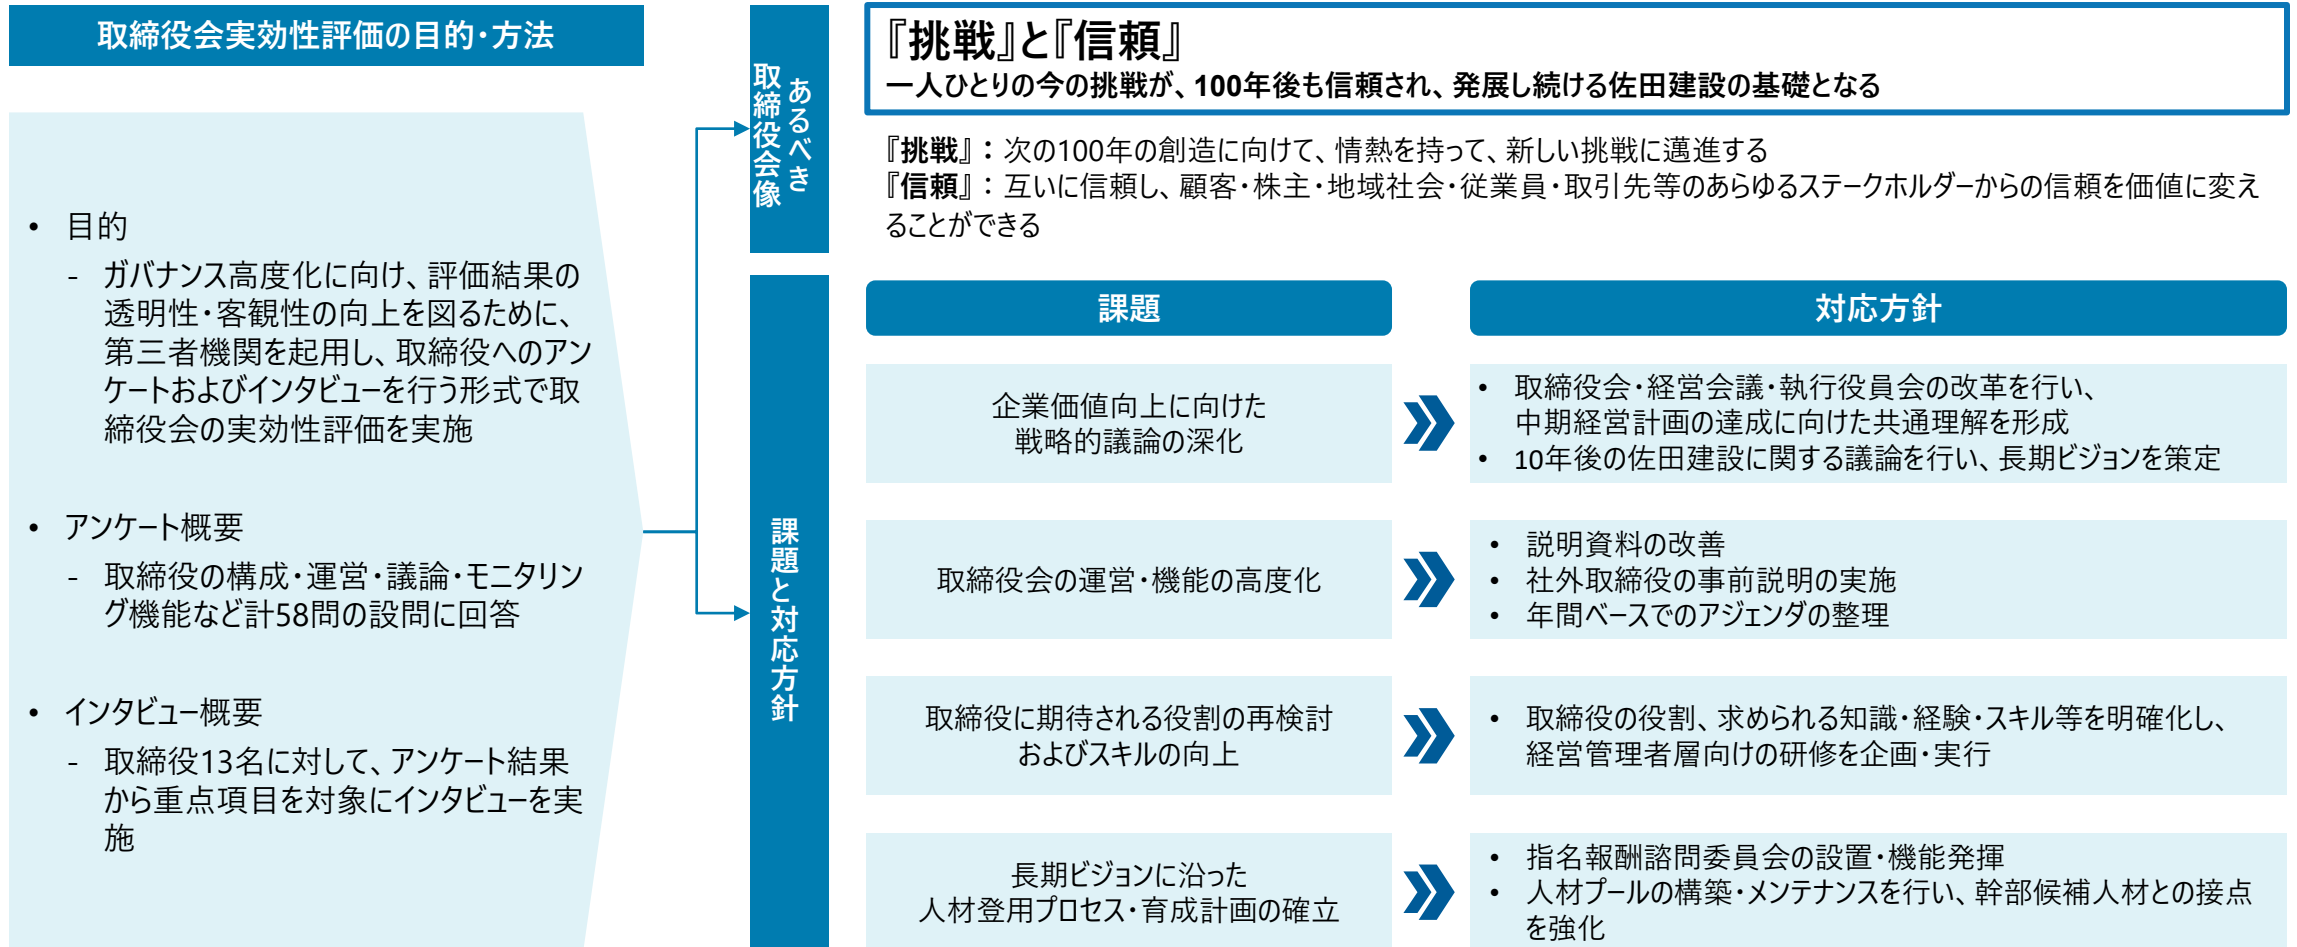 取締役会実効性評価の目的・方法
• 目的
- ガバナンス高度化に向け、評価結果の
透明性・客観性の向上を図るために、
第三者機関を起用し、取締役へのアン
ケートおよびインタビューを行う形式で取
締役会の実効性評価を実施
• アンケート概要
- 取締役の構成・運営・議論・モニタリン
グ機能など計58問の設問に回答
• インタビュー概要
- 取締役13名に対して、アンケート結果
から重点項目を対象にインタビューを実
施
あるべき
取締役会像
『挑戦』と『信頼』
一人ひとりの今の挑戦が、100年後も信頼され、発展し続ける佐田建設の基礎となる
『挑戦』： 次の100年の創造に向けて、情熱を持って、新しい挑戦に邁進する
『信頼』： 互いに信頼し、顧客・株主・地域社会・従業員・取引先等のあらゆるステークホルダーからの信頼を価値に変え
ることができる
課題と対応方針
課題
対応方針
企業価値向上に向けた
戦略的議論の深化
• 取締役会・経営会議・執行役員会の改革を行い、
中期経営計画の達成に向けた共通理解を形成
• 10年後の佐田建設に関する議論を行い、長期ビジョンを策定
取締役会の運営・機能の高度化
• 説明資料の改善
• 社外取締役の事前説明の実施
• 年間ベースでのアジェンダの整理
取締役に期待される役割の再検討
およびスキルの向上
• 取締役の役割、求められる知識・経験・スキル等を明確化し、
経営管理者層向けの研修を企画・実行
長期ビジョンに沿った
人材登用プロセス・育成計画の確立
• 指名報酬諮問委員会の設置・機能発揮
• 人材プールの構築・メンテナンスを行い、幹部候補人材との接点
を強化